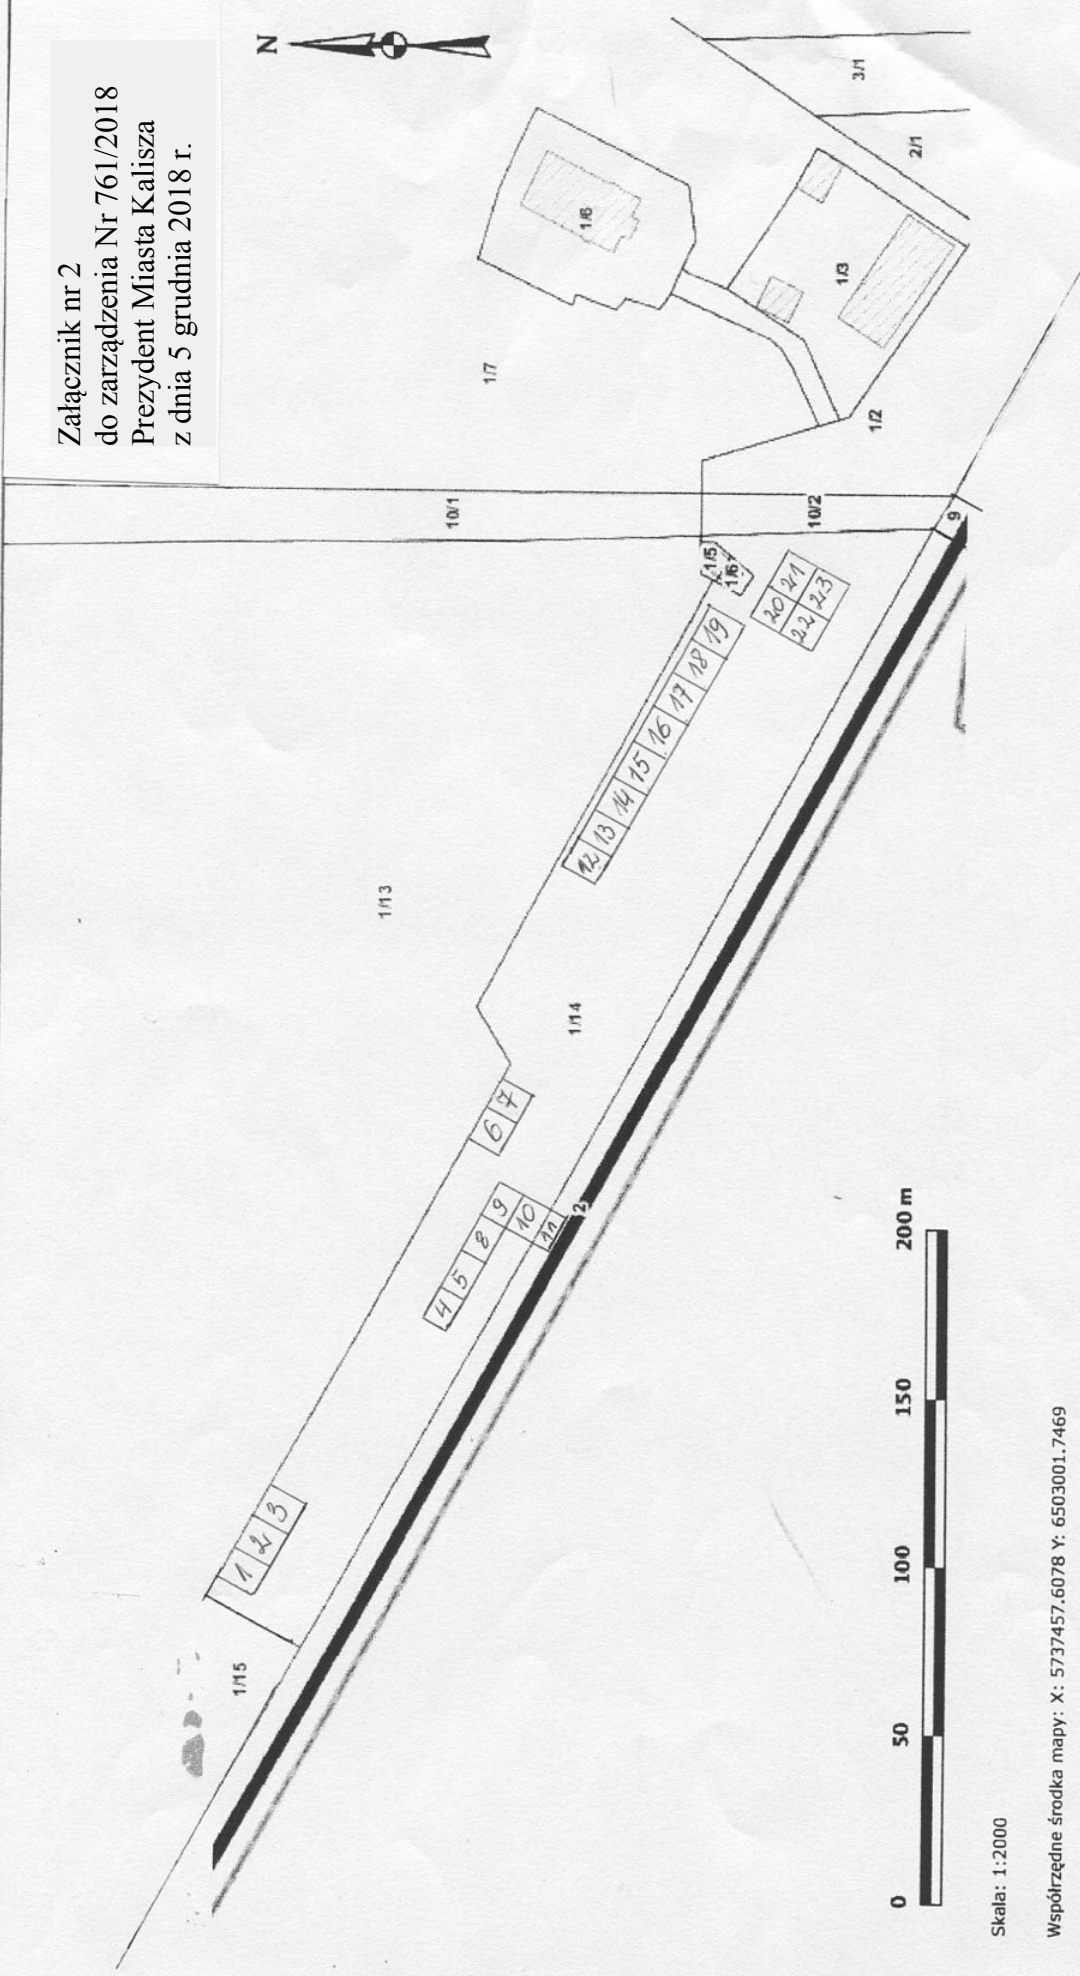 Załącznik nr 2
do zarządzenia Nr 761/2018
Prezydent Miasta Kalisza
z dnia 5 grudnia 2018 r.
N
1/15
1 2 3
4 5 8 9
10
11
6 7
2
1/13
1/14
12 13 14 15 16 17 18 19
20 21
22 23
1/5
1/6
10/1
10/2
9
1/7
1/2
1/6
1/3
2/1
3/1
0 50 100 150 200 m
Skala: 1:2000
Współrzędne środka mapy: X: 5737457.6078 Y: 6503001.7469